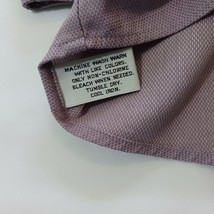 MACHINE WASH WARM
WITH LIKE COLORS.
ONLY NON-CHLORINE
BLEACH WHEN NEEDED.
TUMBLE DRY.
COOL IRON.